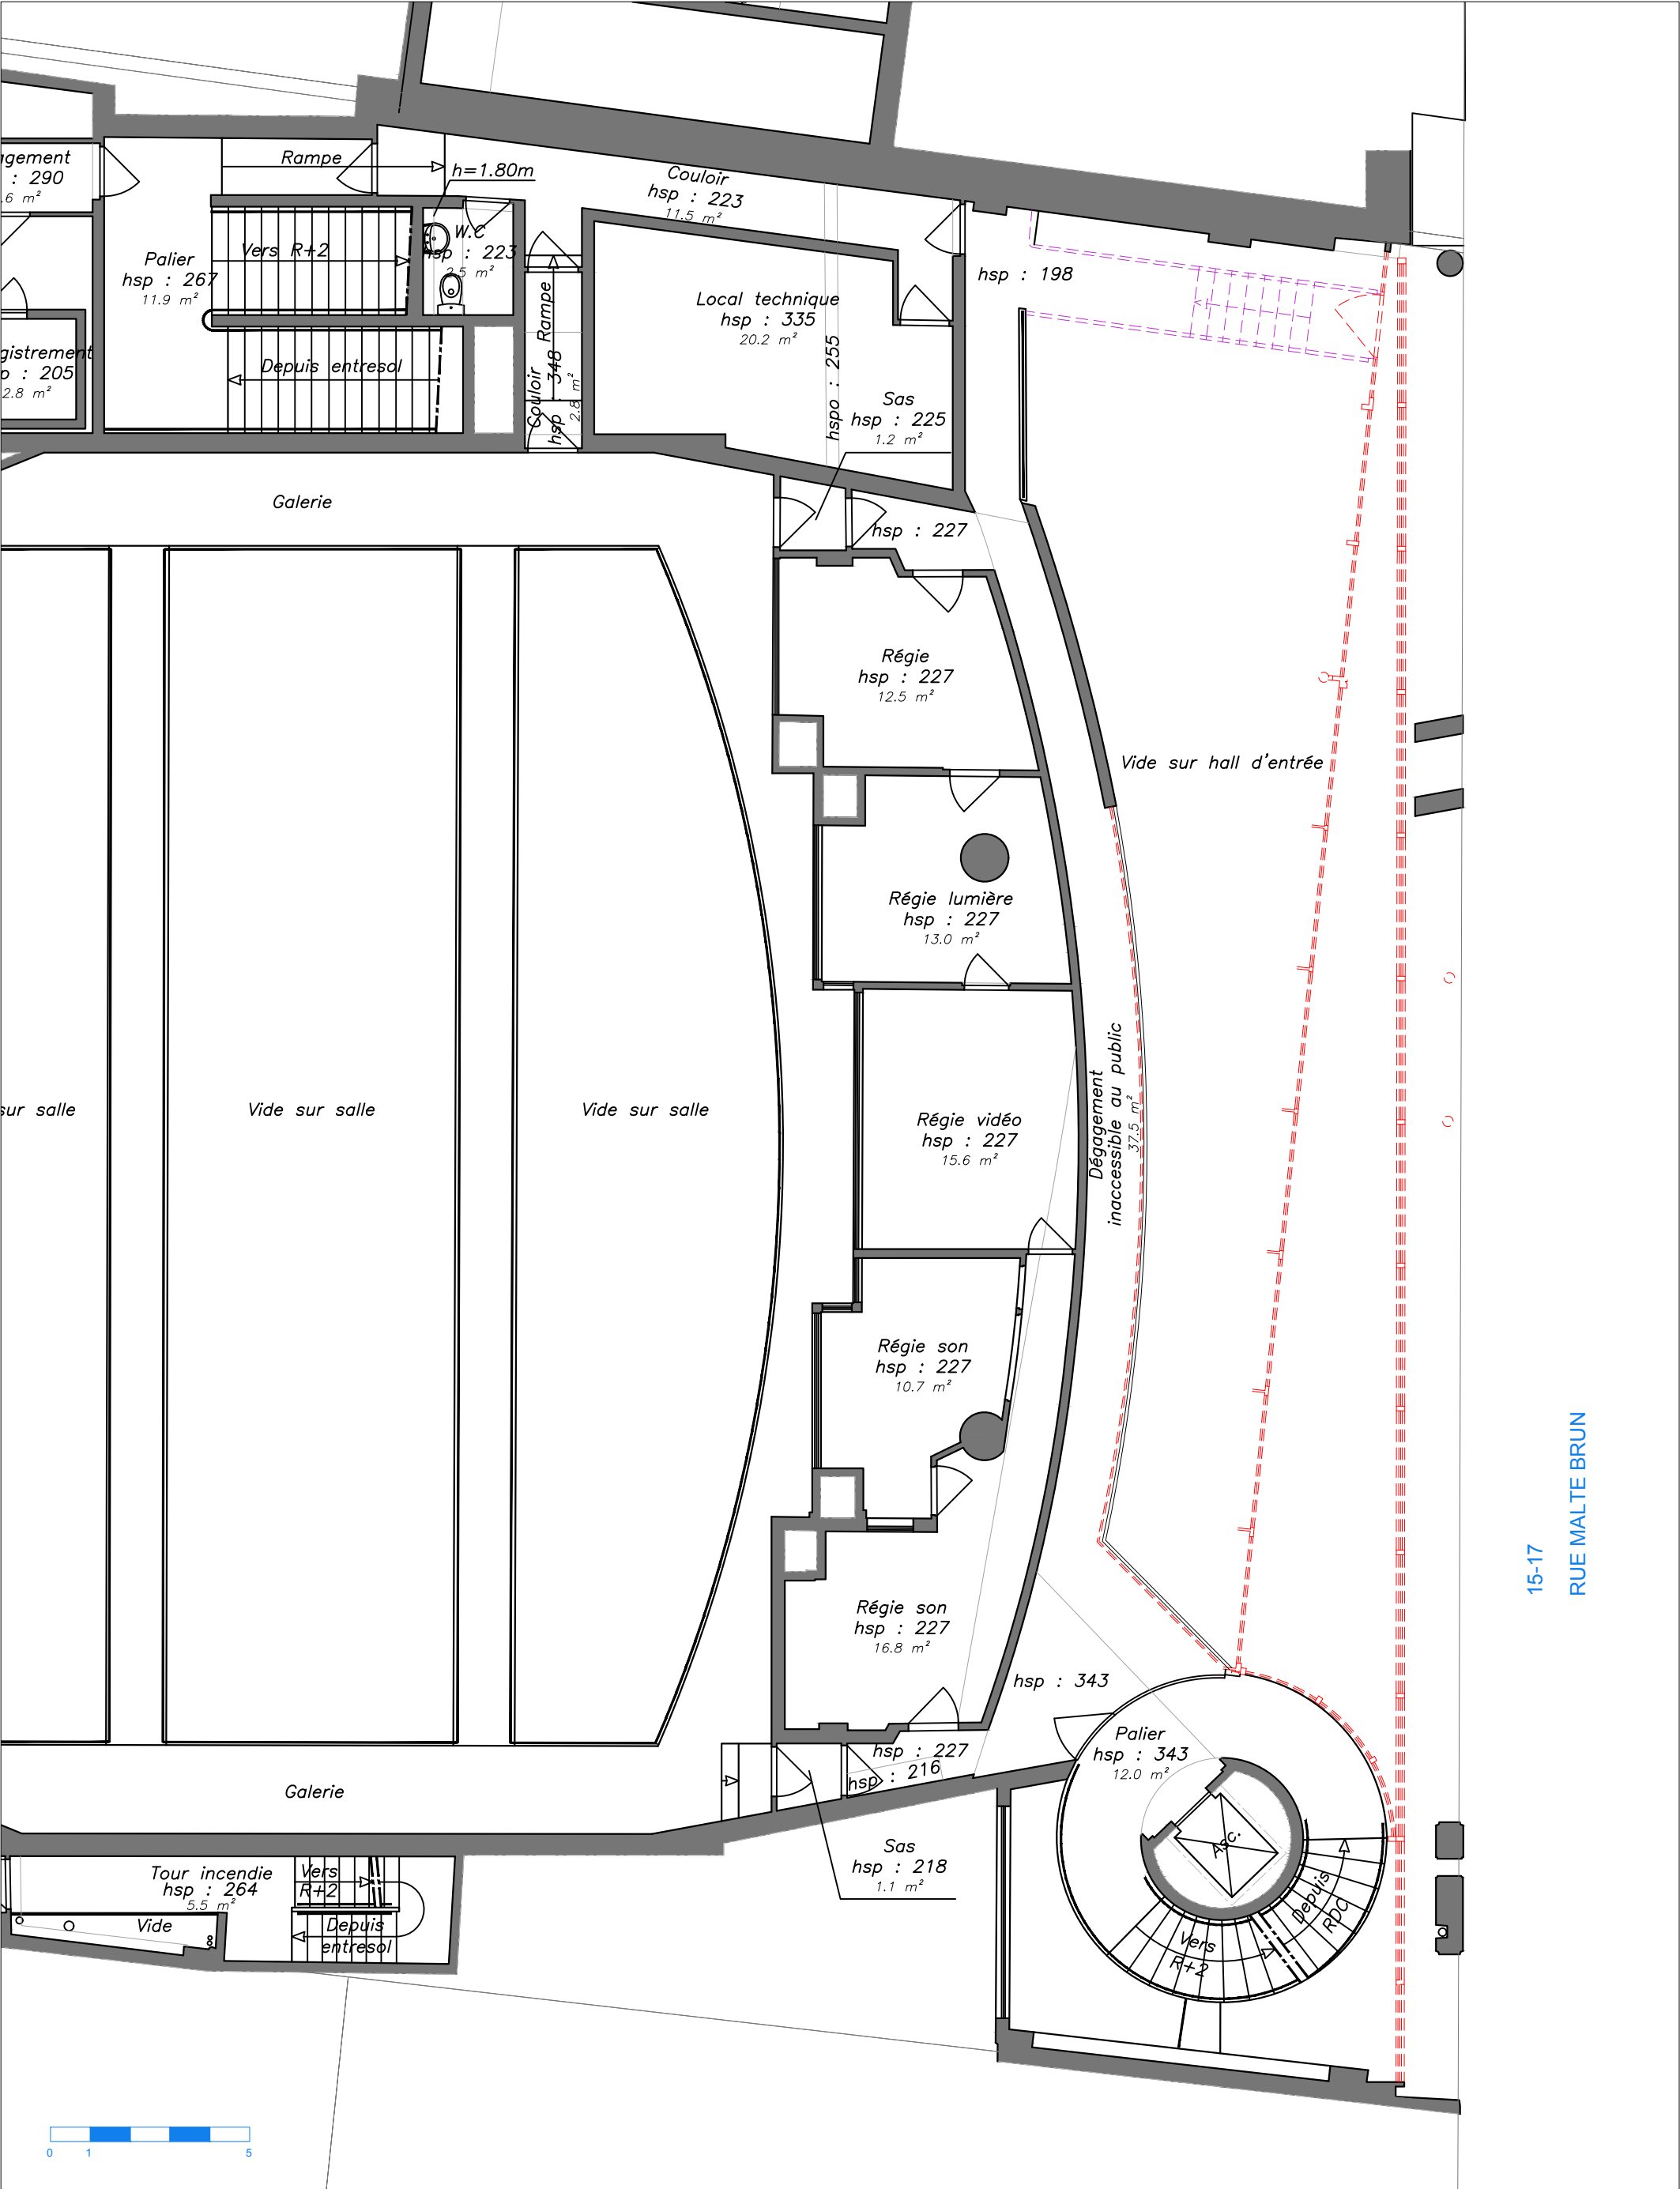 Rampe
h=1.80m
: 290
Couloir
hsp : 223
11.5 m²
W.C
hsp : 223
2.5 m²
Vers R+2
Palier
hsp : 267
11.9 m²
hsp : 198
Local technique
hsp : 335
20.2 m²
Rampe
Couloir
hsp : 348
2.8 m²
hspo : 255
: 205
2.8 m²
Depuis entresol
Sas
hsp : 225
1.2 m²
Galerie
hsp : 227
Régie
hsp : 227
12.5 m²
Vide sur hall d'entrée
Régie lumière
hsp : 227
13.0 m²
sur salle
Vide sur salle
Vide sur salle
Régie vidéo
hsp : 227
15.6 m²
Dégagement
inaccessible au public
37.5 m²
Régie son
hsp : 227
10.7 m²
15-17
RUE MALTE BRUN
Régie son
hsp : 227
16.8 m²
hsp : 343
Palier
hsp : 343
12.0 m²
hsp : 227
hsp : 216
Galerie
Asc.
Sas
hsp : 218
1.1 m²
Tour incendie
hsp : 264
5.5 m²
Vers
R+2
Vide
Depuis
entresol
Depuis
RDC
Vers
R+2
0 1 5